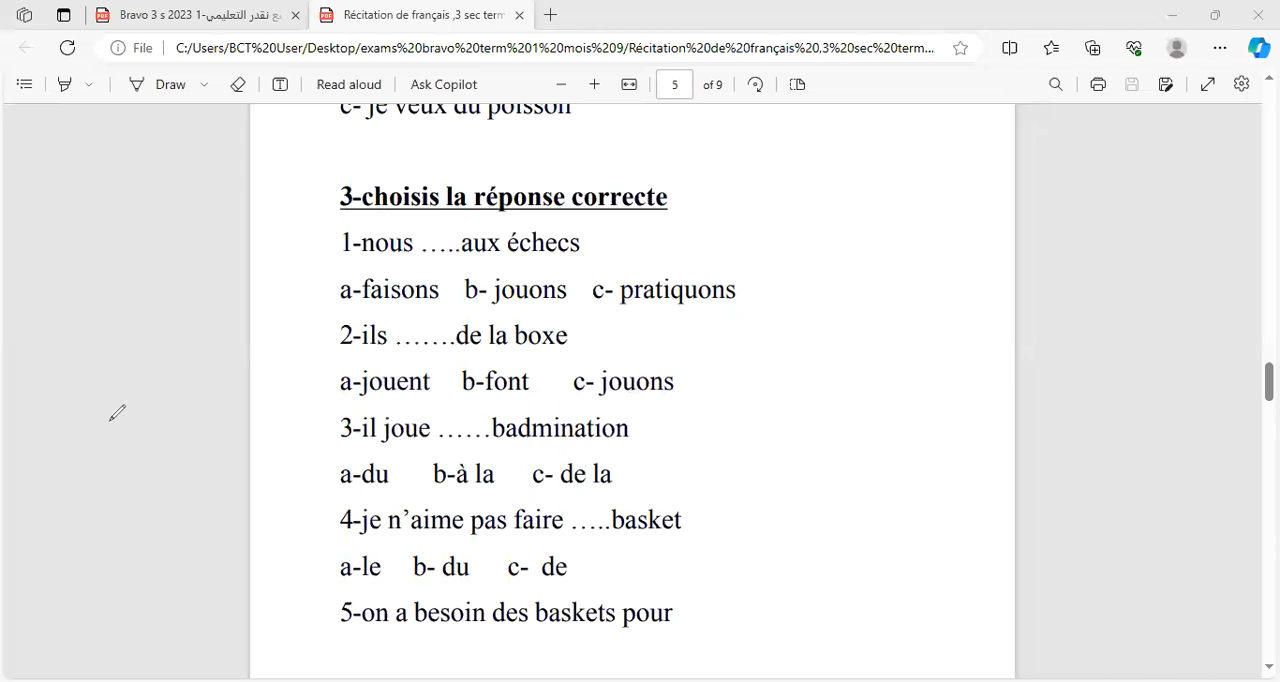 Bravo 3 s 2023 1-مع نقدر التعليمي
Récitation de français ,3 sec term
File
C:/Users/BCT%20User/Desktop/exams%20bravo%20term%201%20mois%209/Récitation%20de%20français%20,3%20sec%20term...
Draw
Read aloud
Ask Copilot
5
of 9
c- je veux du poisson
3-choisis la réponse correcte
1-nous …..aux échecs
a-faisons b- jouons c- pratiquons
2-ils …….de la boxe
a-jouent b-font c- jouons
3-il joue ……badmination
a-du b-à la c- de la
4-je n’aime pas faire …..basket
a-le b- du c- de
5-on a besoin des baskets pour